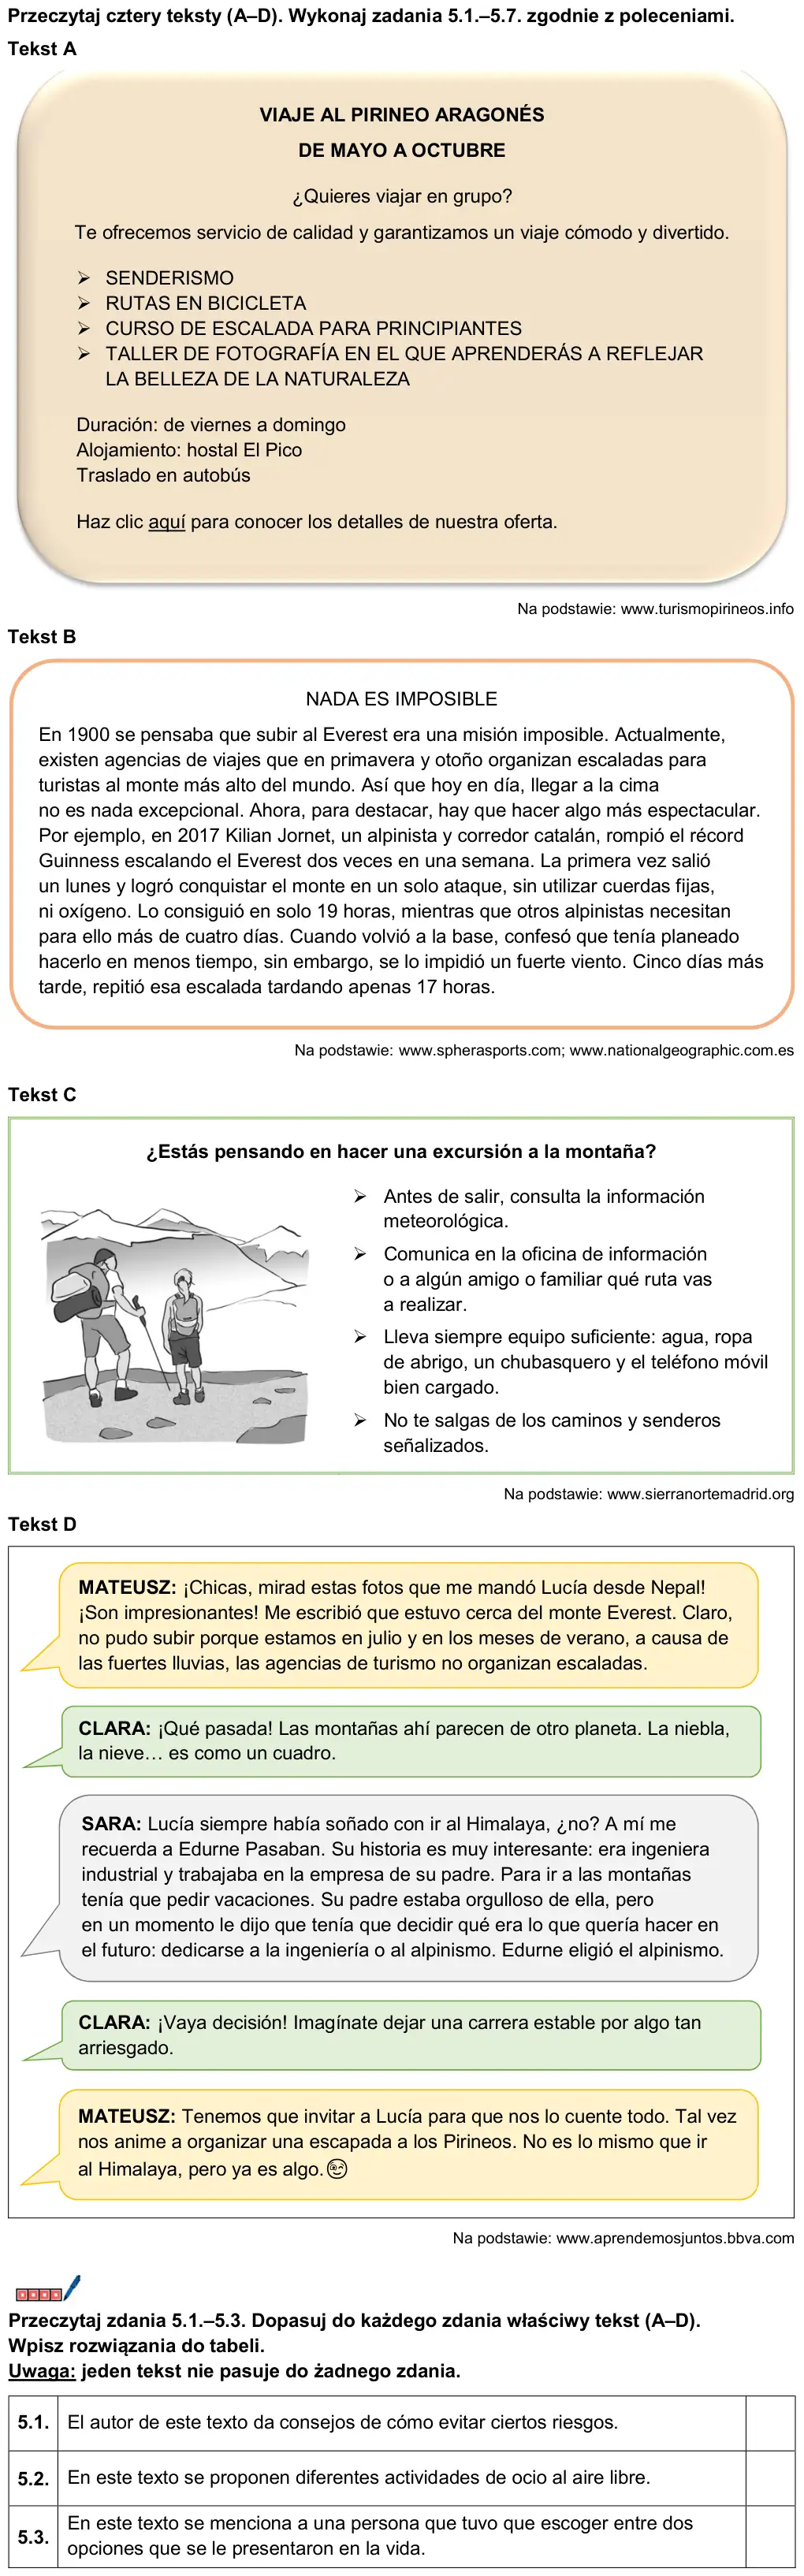 Przeczytaj cztery teksty (A–D). Wykonaj zadania 5.1.–5.7. zgodnie z poleceniami.
Tekst A
VIAJE AL PIRINEO ARAGONÉS
DE MAYO A OCTUBRE
¿Quieres viajar en grupo?
Te ofrecemos servicio de calidad y garantizamos un viaje cómodo y divertido.
➢ SENDERISMO
➢ RUTAS EN BICICLETA
➢ CURSO DE ESCALADA PARA PRINCIPIANTES
➢ TALLER DE FOTOGRAFÍA EN EL QUE APRENDERÁS A REFLEJAR
LA BELLEZA DE LA NATURALEZA
Duración: de viernes a domingo
Alojamiento: hostal El Pico
Traslado en autobús
Haz clic aquí para conocer los detalles de nuestra oferta.
Na podstawie: www.turismopirineos.info
Tekst B
NADA ES IMPOSIBLE
En 1900 se pensaba que subir al Everest era una misión imposible. Actualmente,
existen agencias de viajes que en primavera y otoño organizan escaladas para
turistas al monte más alto del mundo. Así que hoy en día, llegar a la cima
no es nada excepcional. Ahora, para destacar, hay que hacer algo más espectacular.
Por ejemplo, en 2017 Kilian Jornet, un alpinista y corredor catalán, rompió el récord
Guinness escalando el Everest dos veces en una semana. La primera vez salió
un lunes y logró conquistar el monte en un solo ataque, sin utilizar cuerdas fijas,
ni oxígeno. Lo consiguió en solo 19 horas, mientras que otros alpinistas necesitan
para ello más de cuatro días. Cuando volvió a la base, confesó que tenía planeado
hacerlo en menos tiempo, sin embargo, se lo impidió un fuerte viento. Cinco días más
tarde, repitió esa escalada tardando apenas 17 horas.
Na podstawie: www.spherasports.com; www.nationalgeographic.com.es
Tekst C
¿Estás pensando en hacer una excursión a la montaña?
➢ Antes de salir, consulta la información
meteorológica.
➢ Comunica en la oficina de información
o a algún amigo o familiar qué ruta vas
a realizar.
➢ Lleva siempre equipo suficiente: agua, ropa
de abrigo, un chubasquero y el teléfono móvil
bien cargado.
➢ No te salgas de los caminos y senderos
señalizados.
Na podstawie: www.sierranortemadrid.org
Tekst D
MATEUSZ: ¡Chicas, mirad estas fotos que me mandó Lucía desde Nepal!
¡Son impresionantes! Me escribió que estuvo cerca del monte Everest. Claro,
no pudo subir porque estamos en julio y en los meses de verano, a causa de
las fuertes lluvias, las agencias de turismo no organizan escaladas.
CLARA: ¡Qué pasada! Las montañas ahí parecen de otro planeta. La niebla,
la nieve… es como un cuadro.
SARA: Lucía siempre había soñado con ir al Himalaya, ¿no? A mí me
recuerda a Edurne Pasaban. Su historia es muy interesante: era ingeniera
industrial y trabajaba en la empresa de su padre. Para ir a las montañas
tenía que pedir vacaciones. Su padre estaba orgulloso de ella, pero
en un momento le dijo que tenía que decidir qué era lo que quería hacer en
el futuro: dedicarse a la ingeniería o al alpinismo. Edurne eligió el alpinismo.
CLARA: ¡Vaya decisión! Imagínate dejar una carrera estable por algo tan
arriesgado.
MATEUSZ: Tenemos que invitar a Lucía para que nos lo cuente todo. Tal vez
nos anime a organizar una escapada a los Pirineos. No es lo mismo que ir
al Himalaya, pero ya es algo.
Na podstawie: www.aprendemosjuntos.bbva.com
Przeczytaj zdania 5.1.–5.3. Dopasuj do każdego zdania właściwy tekst (A–D).
Wpisz rozwiązania do tabeli.
Uwaga: jeden tekst nie pasuje do żadnego zdania.
5.1. El autor de este texto da consejos de cómo evitar ciertos riesgos.
5.2. En este texto se proponen diferentes actividades de ocio al aire libre.
5.3. En este texto se menciona a una persona que tuvo que escoger entre dos
opciones que se le presentaron en la vida.